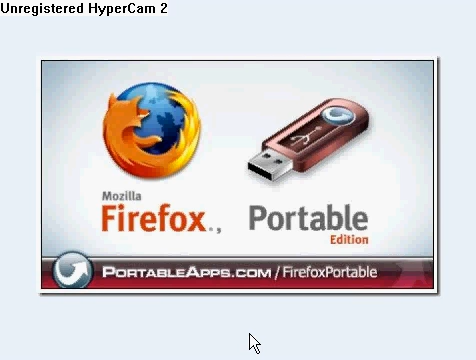 Unregistered HyperCam 2
Mozilla
Firefox®, Portable
Edition
PORTABLEAPPS.COM / FirefoxPortable